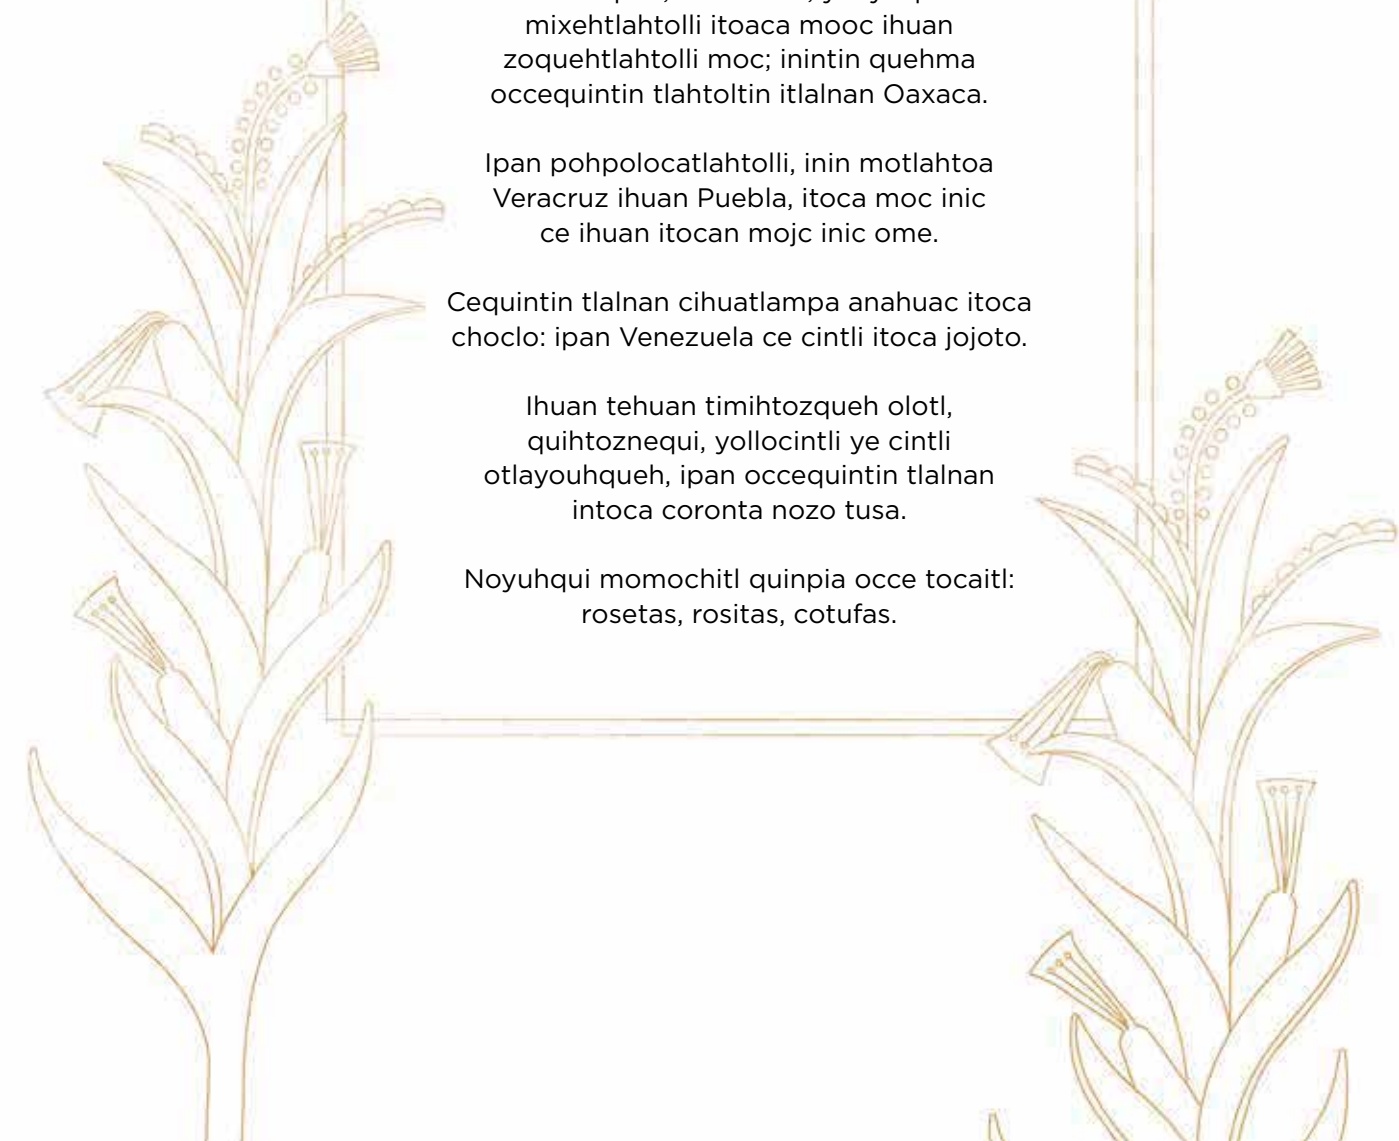 mixehtlahtolli itoaca mooc ihuan
zoquehtlahtolli moc; inintin quehma
occequintin tlahtoltin itlalnan Oaxaca.
Ipan pohpolocatlahtolli, inin motlahtoa
Veracruz ihuan Puebla, itoca moc inic
ce ihuan itocan mojc inic ome.
Cequintin tlalnan cihuatlampa anahuac itoca
choclo: ipan Venezuela ce cintli itoca jojoto.
Ihuan tehuan timihtozqueh olotl,
quihtoznequi, yollocintli ye cintli
otlayouhqueh, ipan occequintin tlalnan
intoca coronta nozo tusa.
Noyuhqui momochitl quinpia occe tocaitl:
rosetas, rositas, cotufas.